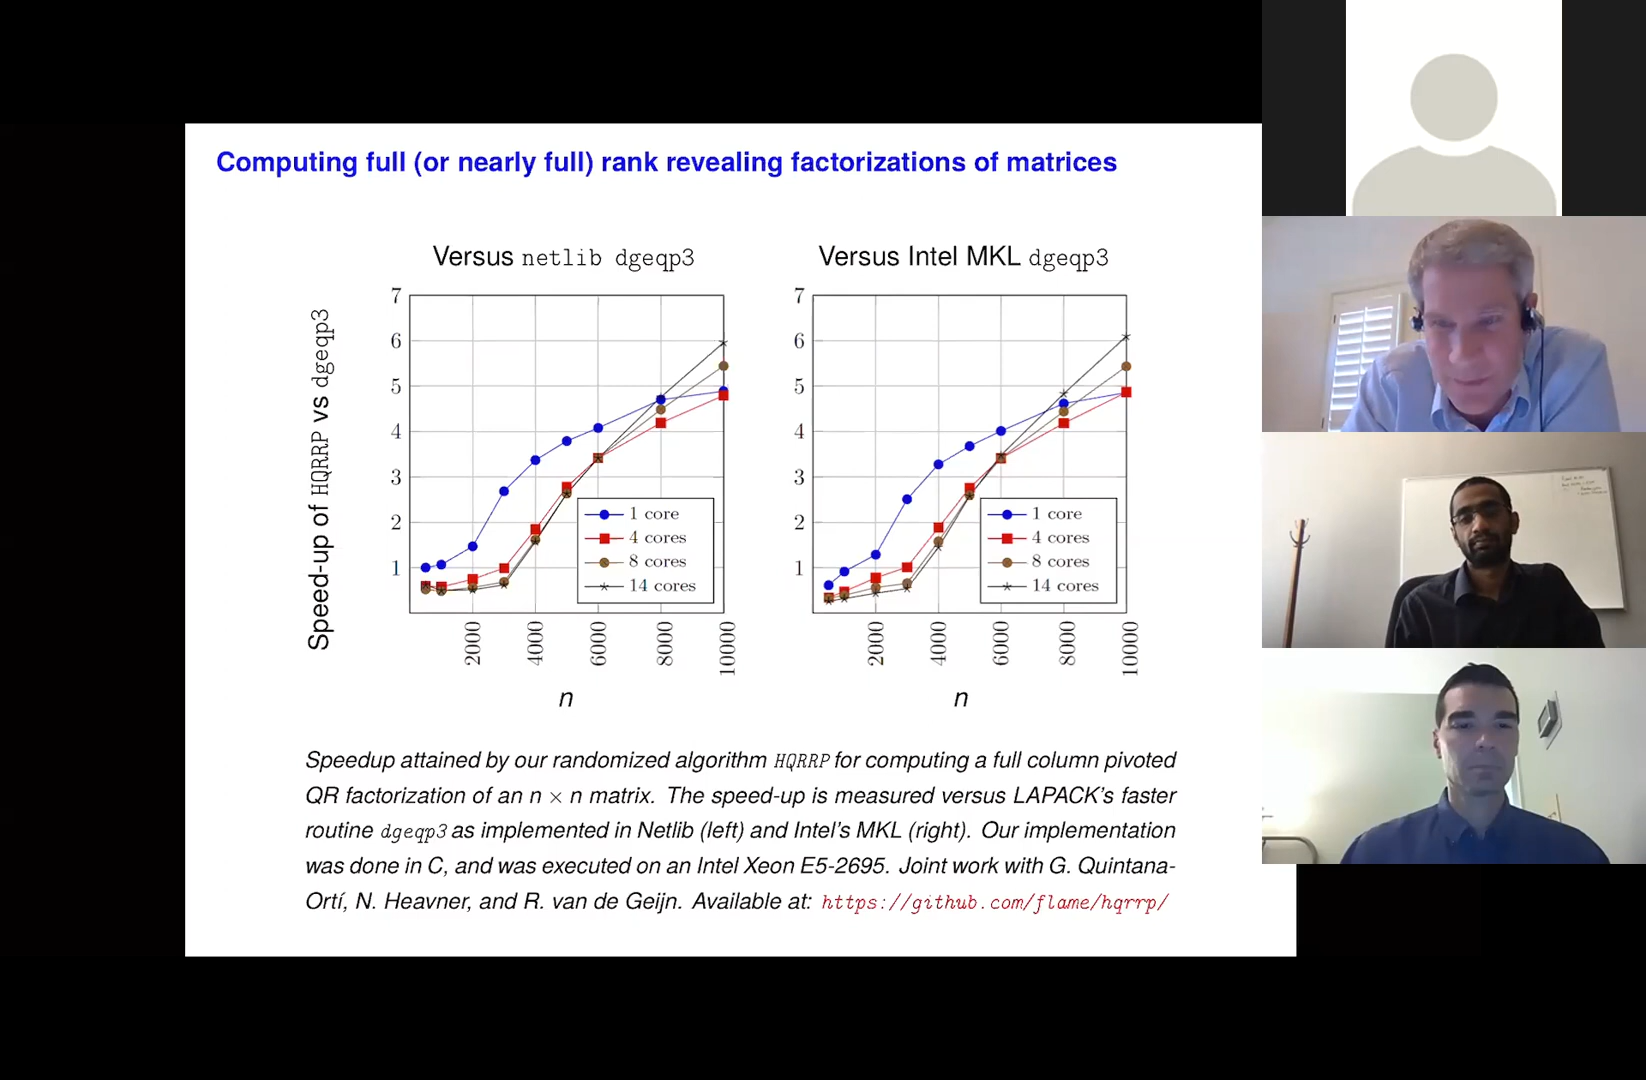 Computing full (or nearly full) rank revealing factorizations of matrices
Versus netlib dgeqp3
Speed-up of HQRRP vs dgeqp3
7
6
5
4
3
2
1
1 core
4 cores
8 cores
14 cores
2000
4000
6000
8000
10000
n
Versus Intel MKL dgeqp3
7
6
5
4
3
2
1
1 core
4 cores
8 cores
14 cores
2000
4000
6000
8000
10000
n
Speedup attained by our randomized algorithm HQRRP for computing a full column pivoted
QR factorization of an n × n matrix. The speed-up is measured versus LAPACK's faster
routine dgeqp3 as implemented in Netlib (left) and Intel's MKL (right). Our implementation
was done in C, and was executed on an Intel Xeon E5-2695. Joint work with G. Quintana-
Ortí, N. Heavner, and R. van de Geijn. Available at: https://github.com/flame/hqrrp/